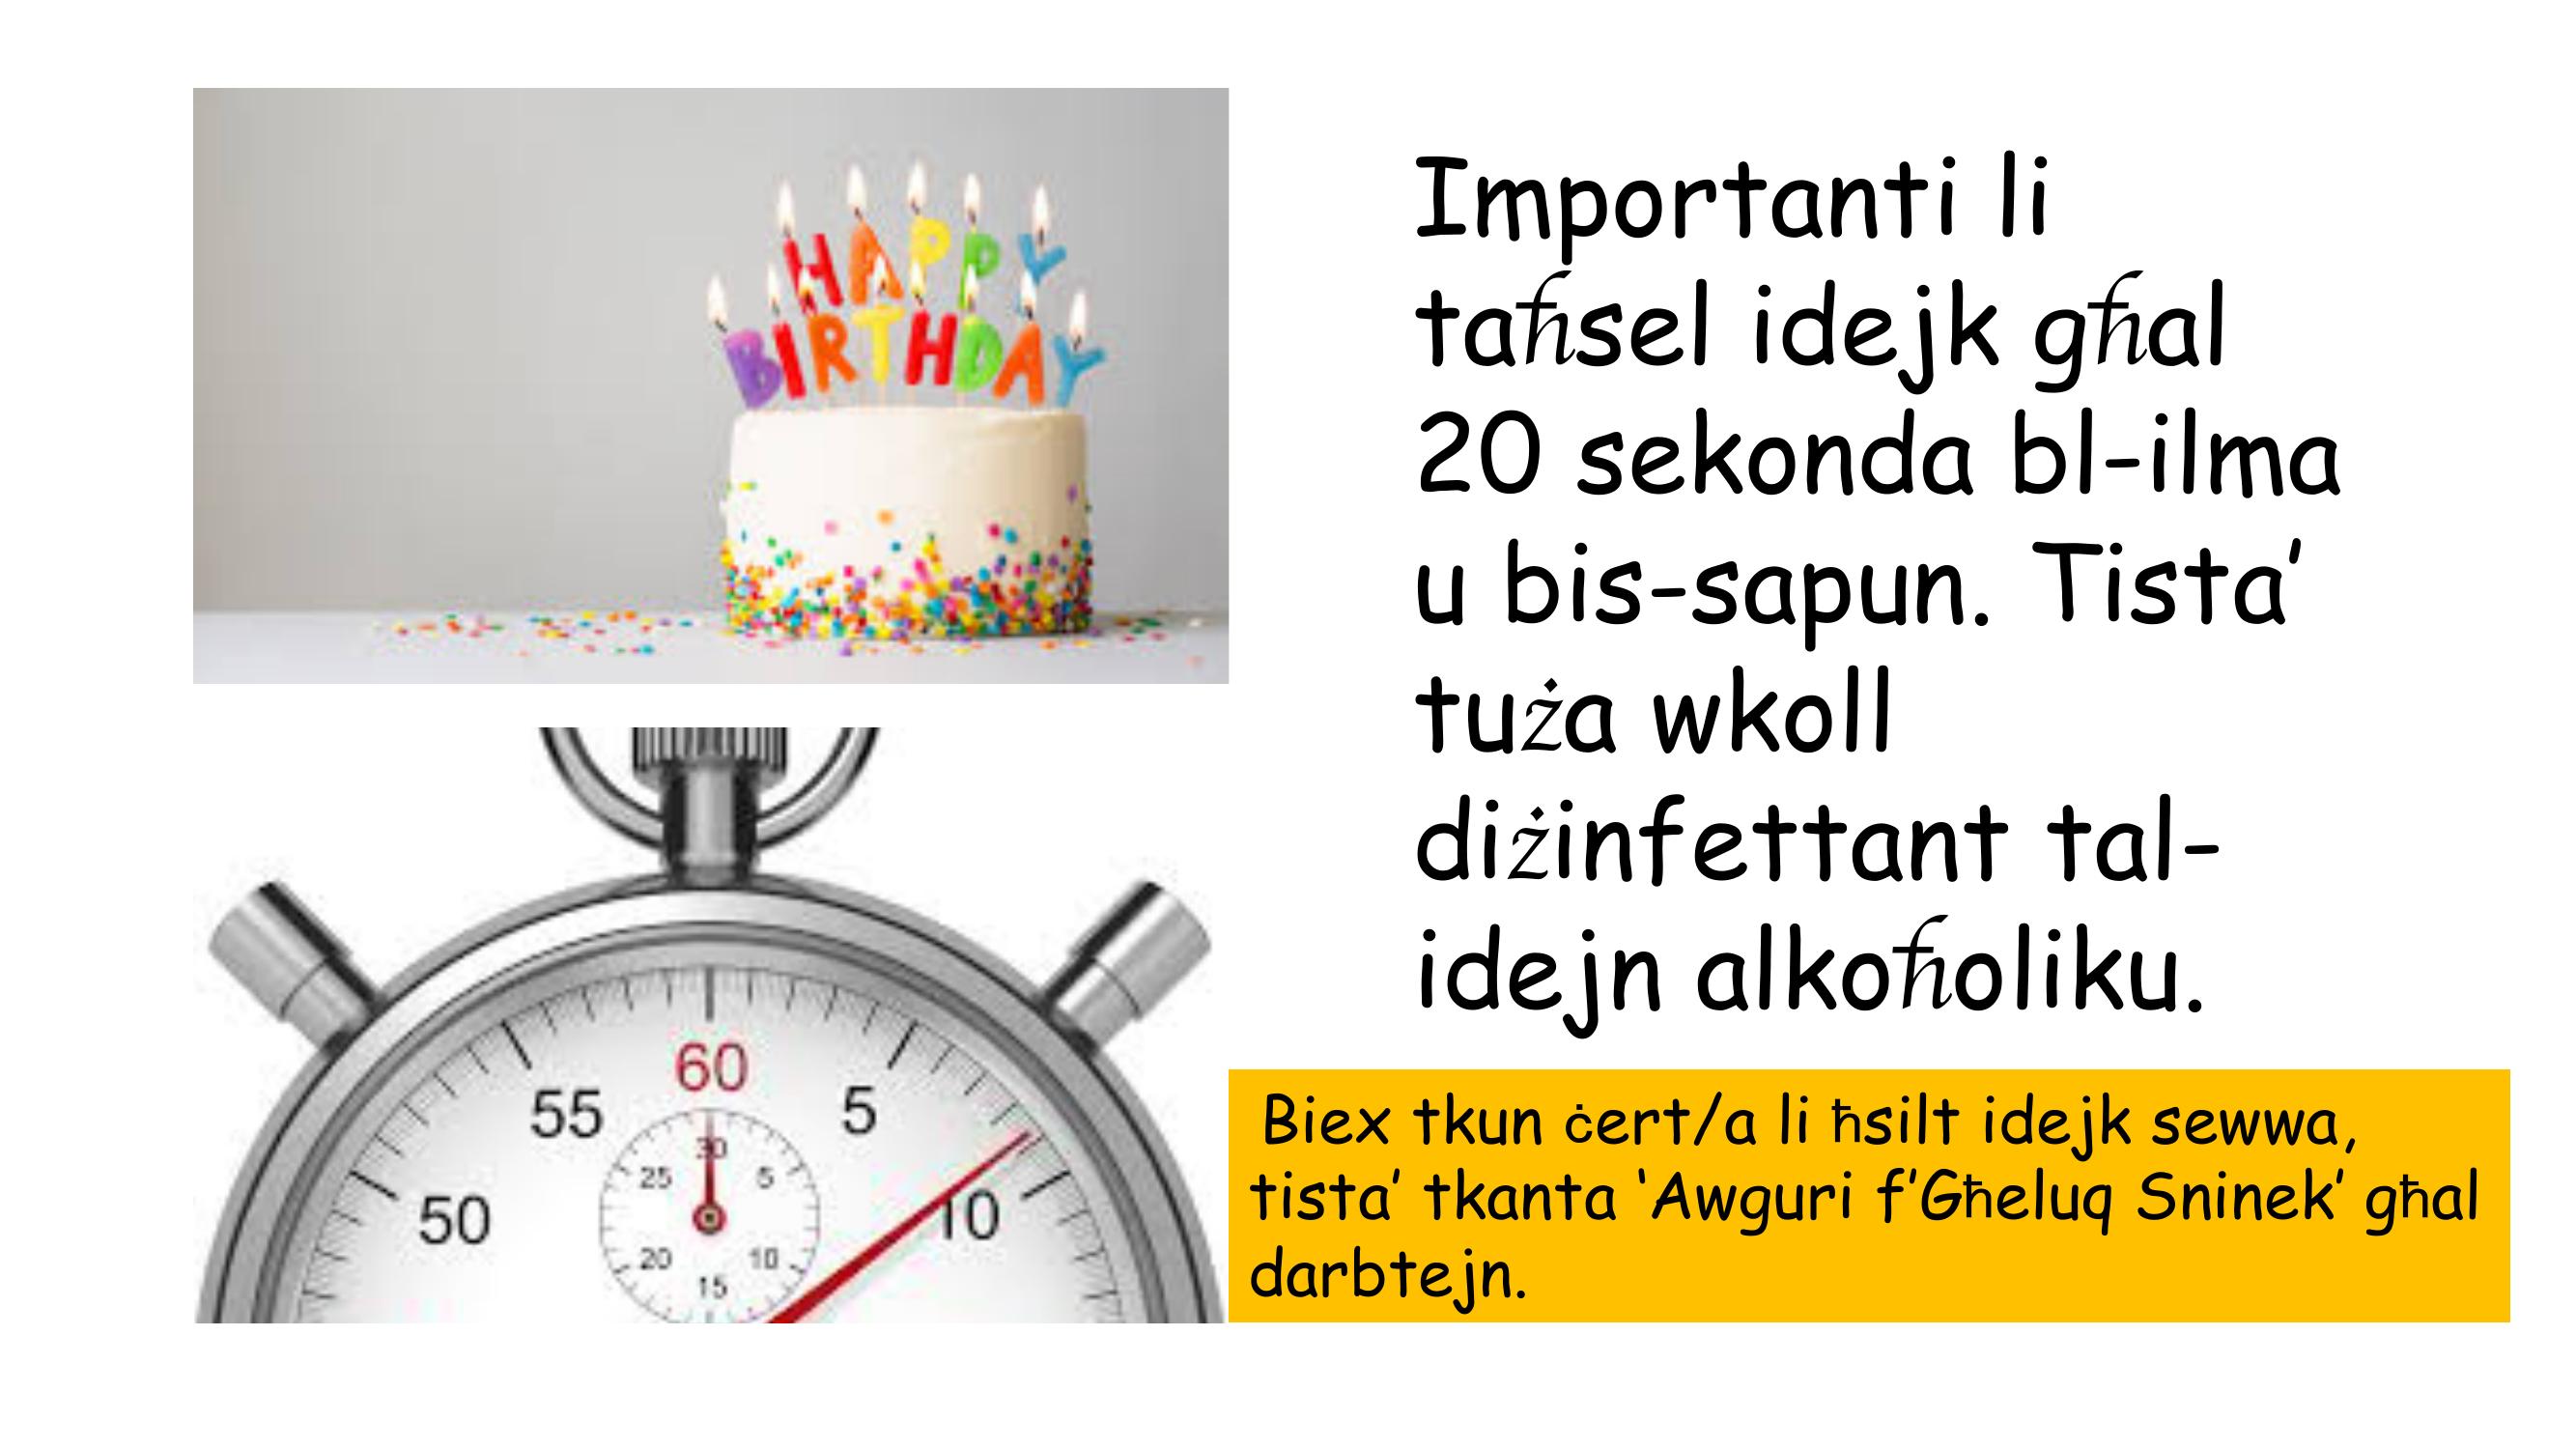 HAPPY
BIRTHDAY
Importanti li
taħsel idejk għal
20 sekonda bl-ilma
u bis-sapun. Tista’
tuża wkoll
diżinfettant tal-
idejn alkoħoliku.
60
55
5
50
10
30
25
5
20
10
15
Biex tkun ċert/a li ħsilt idejk sewwa,
tista’ tkanta ‘Awguri f’Għeluq Sninek’ għal
darbtejn.